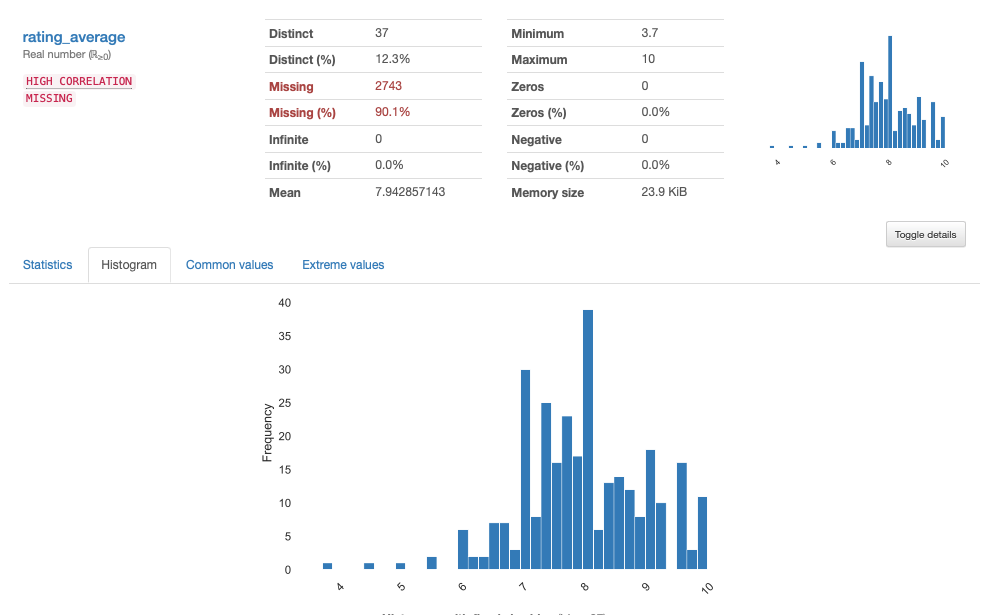 rating_average
Real number (ℝ≥0)
HIGH CORRELATION
MISSING
Distinct 37
Distinct (%) 12.3%
Missing 2743
Missing (%) 90.1%
Infinite 0
Infinite (%) 0.0%
Mean 7.942857143
Minimum 3.7
Maximum 10
Zeros 0
Zeros (%) 0.0%
Negative 0
Negative (%) 0.0%
Memory size 23.9 KiB
4 6 8 10
Toggle details
Statistics Histogram Common values Extreme values
Frequency
40
35
30
25
20
15
10
5
0
4 5 6 7 8 9 10